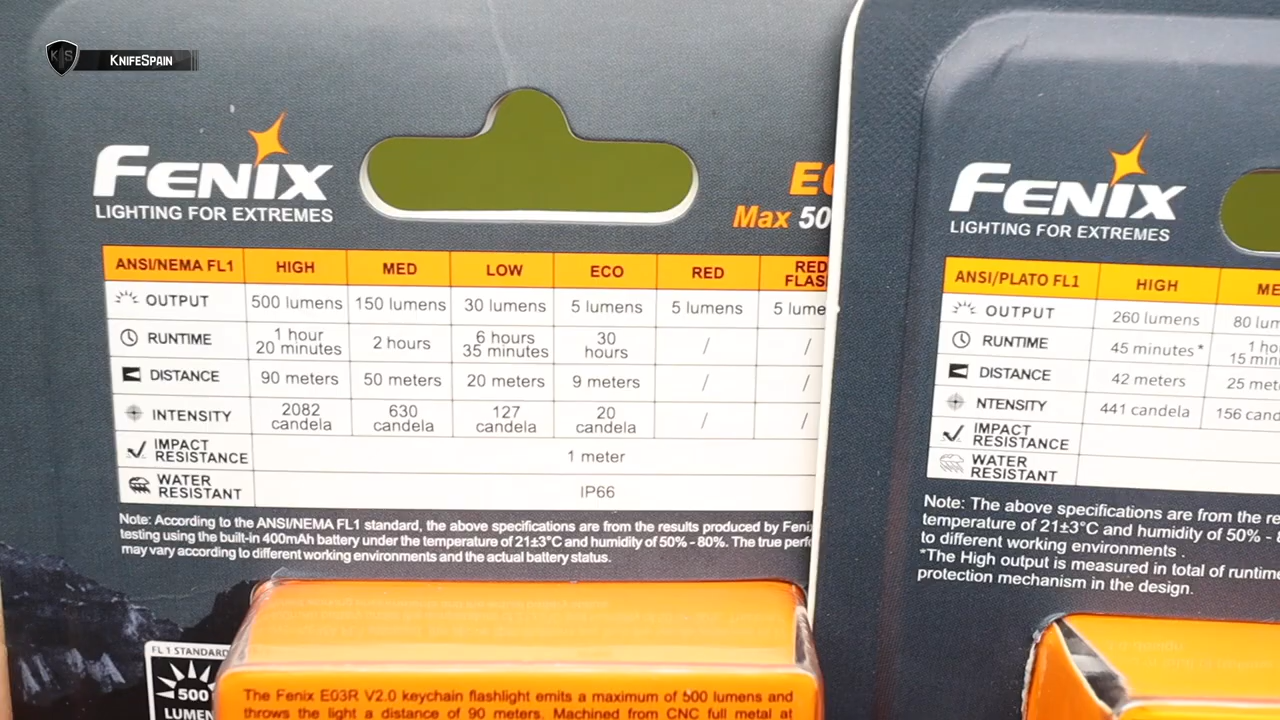 KS KNIFESPAIN
FENIX
LIGHTING FOR EXTREMES
Max 50
ANSI/NEMA FL1 HIGH MED LOW ECO RED RED FLASH
OUTPUT 500 lumens 150 lumens 30 lumens 5 lumens 5 lumens 5 lume
RUNTIME 1 hour 20 minutes 2 hours 6 hours 35 minutes 30 hours / /
DISTANCE 90 meters 50 meters 20 meters 9 meters / /
INTENSITY 2082 candela 630 candela 127 candela 20 candela / /
IMPACT RESISTANCE 1 meter
WATER RESISTANT IP66
Note: According to the ANSI/NEMA FL1 standard, the above specifications are from the results produced by Fenix
testing using the built-in 400mAh battery under the temperature of 21±3°C and humidity of 50% - 80%. The true perfo
may vary according to different working environments and the actual battery status.
FL 1 STANDARD
500
LUMEN
The Fenix E03R V2.0 keychain flashlight emits a maximum of 500 lumens and
throws the light a distance of 90 meters. Machined from CNC full metal at
FENIX
LIGHTING FOR EXTREMES
ANSI/PLATO FL1 HIGH ME
OUTPUT 260 lumens 80 lum
RUNTIME 45 minutes* 1 ho 15 min
DISTANCE 42 meters 25 mete
NTENSITY 441 candela 156 cand
IMPACT RESISTANCE
WATER RESISTANT
Note: The above specifications are from the re
temperature of 21±3°C and humidity of 50% - 8
to different working environments .
*The High output is measured in total of runtime
protection mechanism in the design.